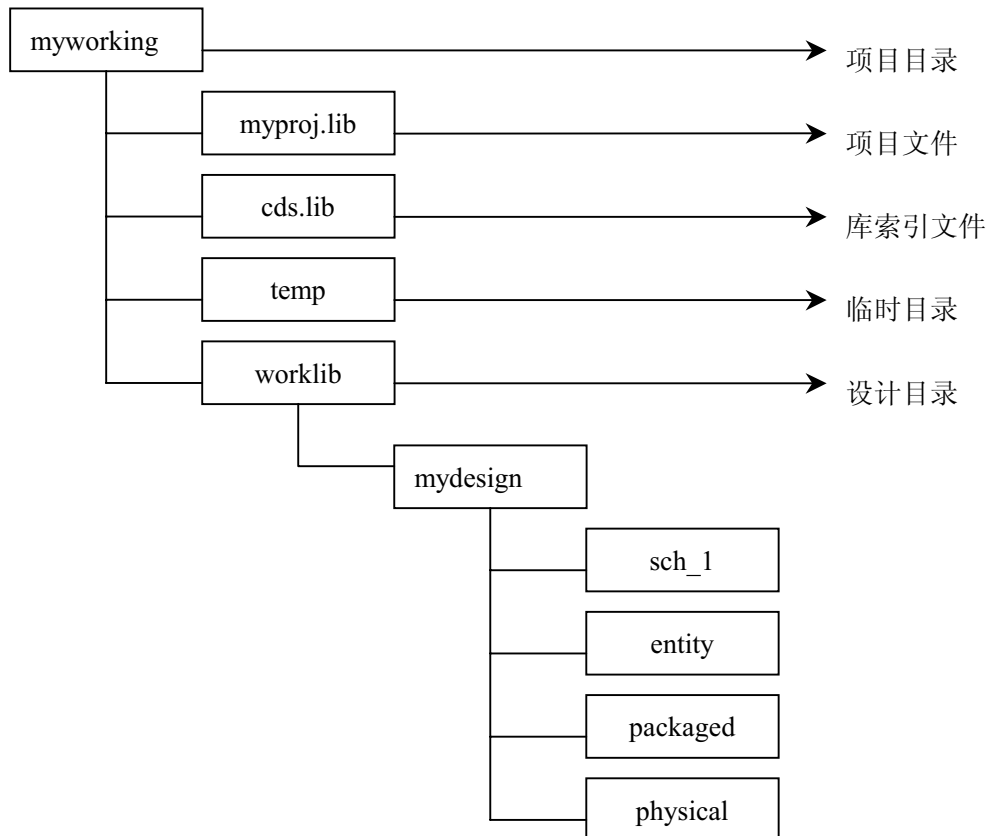 myworking
项目目录
myproj.lib
项目文件
cds.lib
库索引文件
temp
临时目录
worklib
设计目录
mydesign
sch_1
entity
packaged
physical